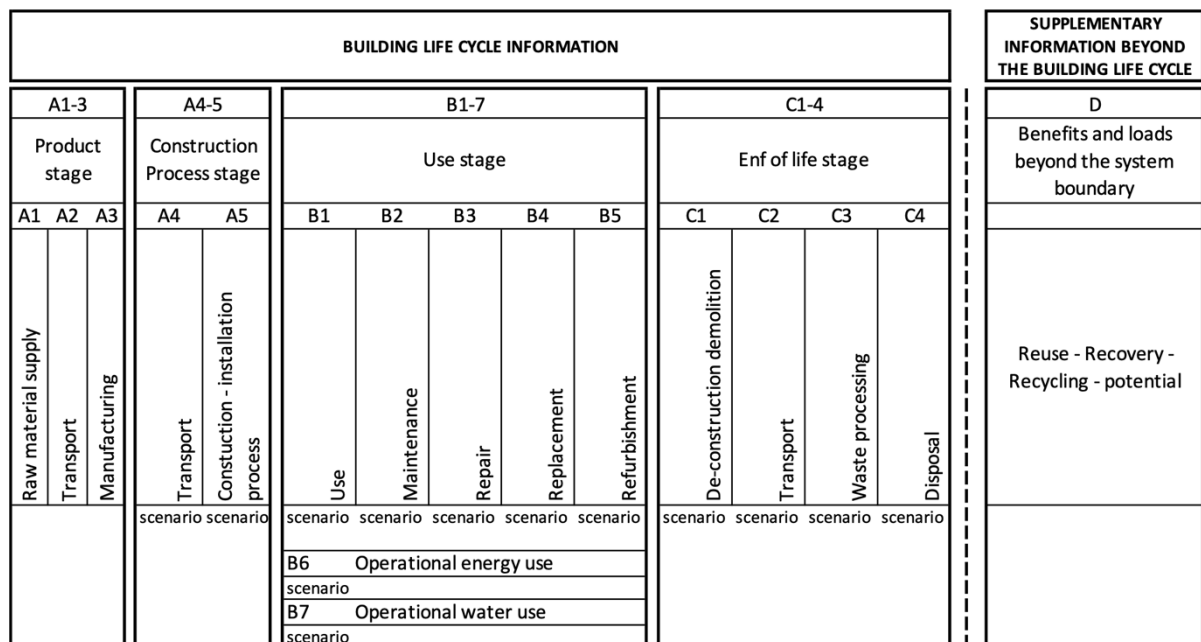 BUILDING LIFE CYCLE INFORMATION
SUPPLEMENTARY
INFORMATION BEYOND
THE BUILDING LIFE CYCLE
A1-3
A4-5
B1-7
C1-4
D
Product
stage
Construction
Process stage
Use stage
Enf of life stage
Benefits and loads
beyond the system
boundary
A1
A2
A3
A4
A5
B1
B2
B3
B4
B5
C1
C2
C3
C4
Raw material supply
Transport
Manufacturing
Transport
Constuction - installation
process
Use
Maintenance
Repair
Replacement
Refurbishment
De-construction demolition
Transport
Waste processing
Disposal
Reuse - Recovery -
Recycling - potential
scenario
scenario
scenario
scenario
scenario
scenario
scenario
scenario
scenario
scenario
scenario
B6 Operational energy use
scenario
B7 Operational water use
scenario